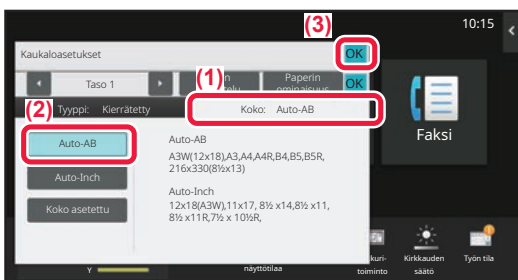 (3)
10:15
Kaukaloasetukset
OK
Taso 1
(1)
Paperin
ominaisuus
OK
(2)
Tyyppi: Kierrätetty
Koko: Auto-AB
Auto-AB
Auto-Inch
Koko asetettu
Auto-AB
A3W(12x18),A3,A4,A4R,B4,B5,B5R,
216x330(8½x13)
Auto-Inch
12x18(A3W),11x17, 8½ x14,8½ x11,
8½ x11R,7½ x 10½R,
Faksi
Y
näyttötilaa
toiminto
Kirkkauden
säätö
Työn tila